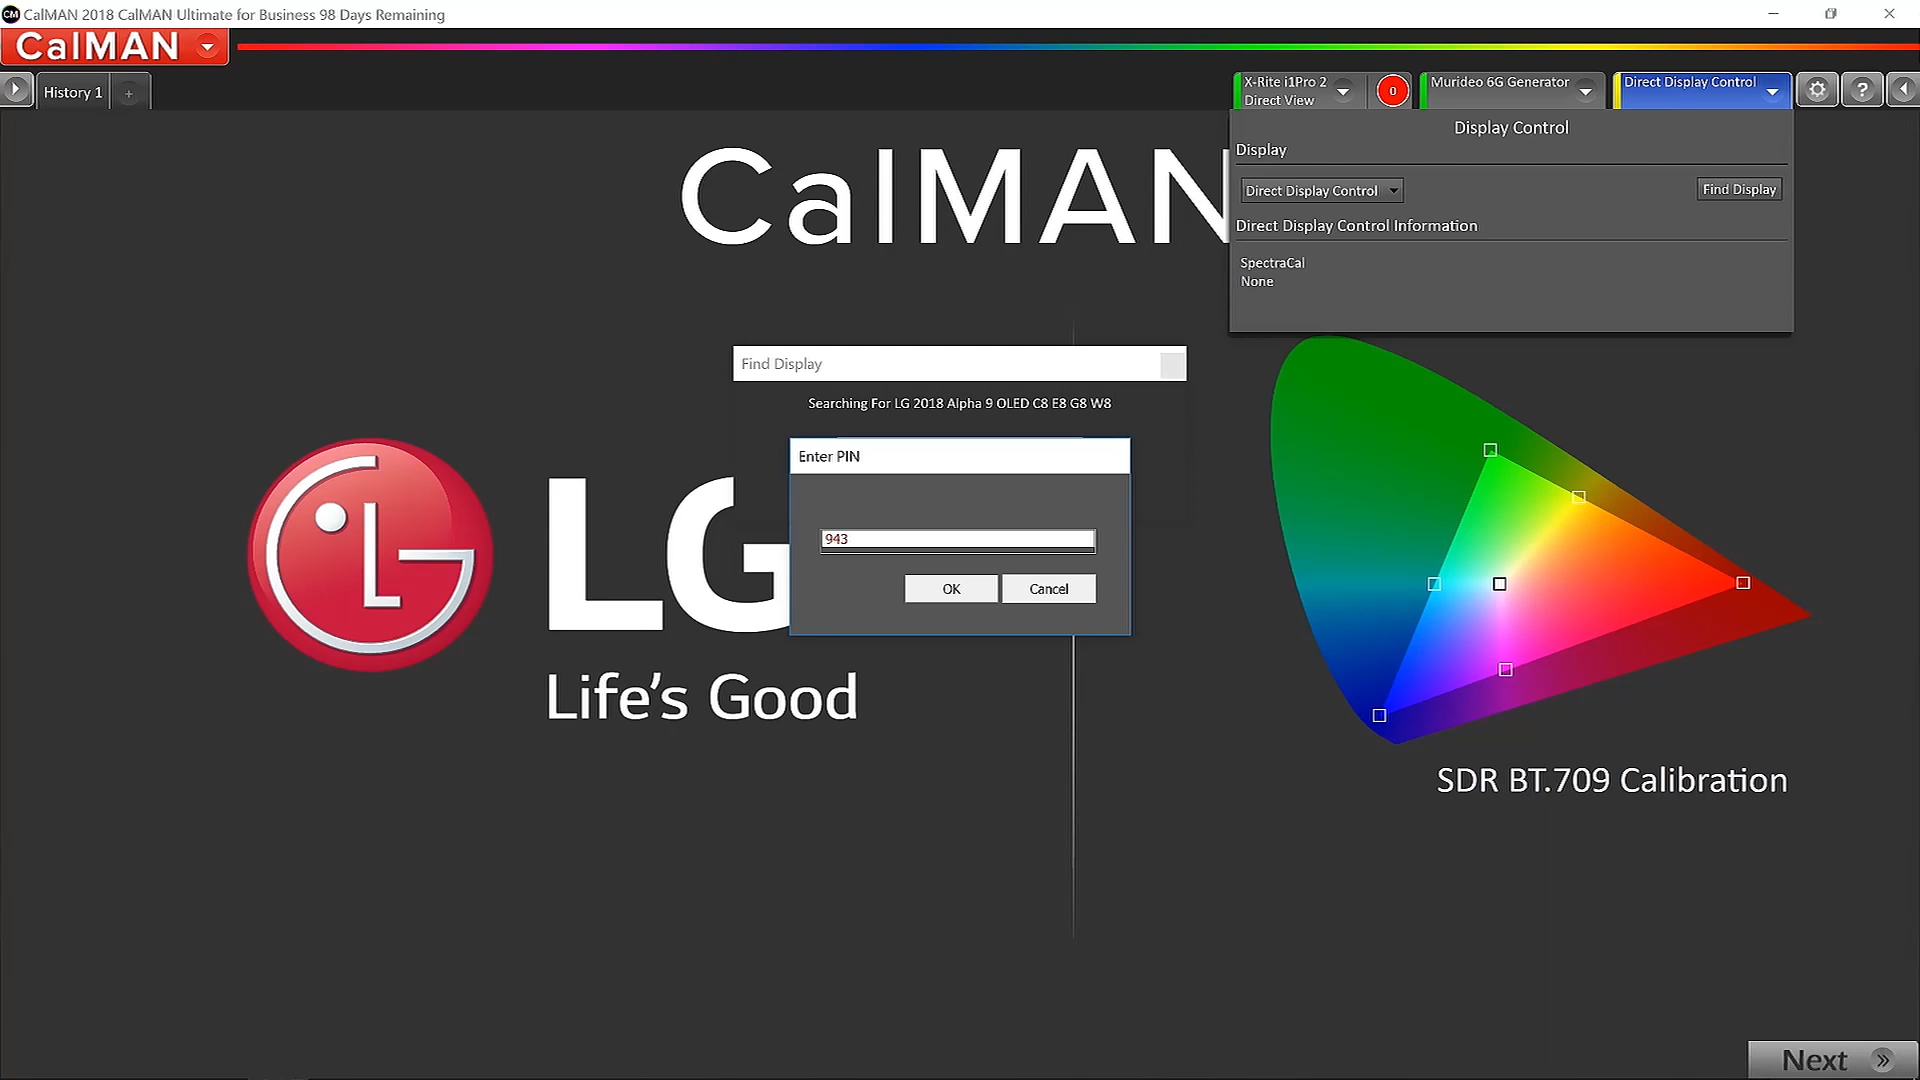 CalMAN 2018 CalMAN Ultimate for Business 98 Days Remaining
CalMAN
History 1
+
X-Rite i1Pro 2
Direct View
0
Murideo 6G Generator
Direct Display Control
?
Display Control
Display
Direct Display Control
Find Display
Direct Display Control Information
SpectraCal
None
CalMAN
Find Display
Searching For LG 2018 Alpha 9 OLED C8 E8 G8 W8
Enter PIN
943
OK
Cancel
LG
Life's Good
SDR BT.709 Calibration
Next